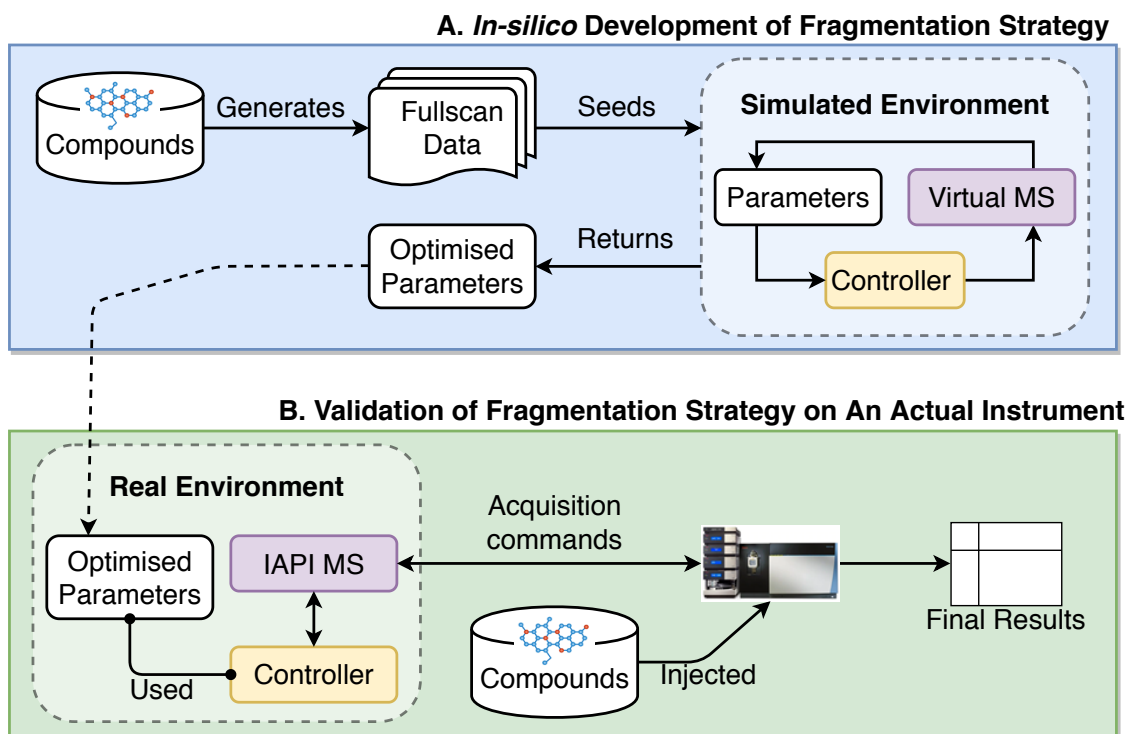 A. In-silico Development of Fragmentation Strategy
Compounds
Generates
Fullscan
Data
Seeds
Simulated Environment
Parameters
Virtual MS
Controller
Returns
Optimised
Parameters
B. Validation of Fragmentation Strategy on An Actual Instrument
Real Environment
Optimised
Parameters
IAPI MS
Used
Controller
Acquisition
commands
Compounds
Injected
Final Results